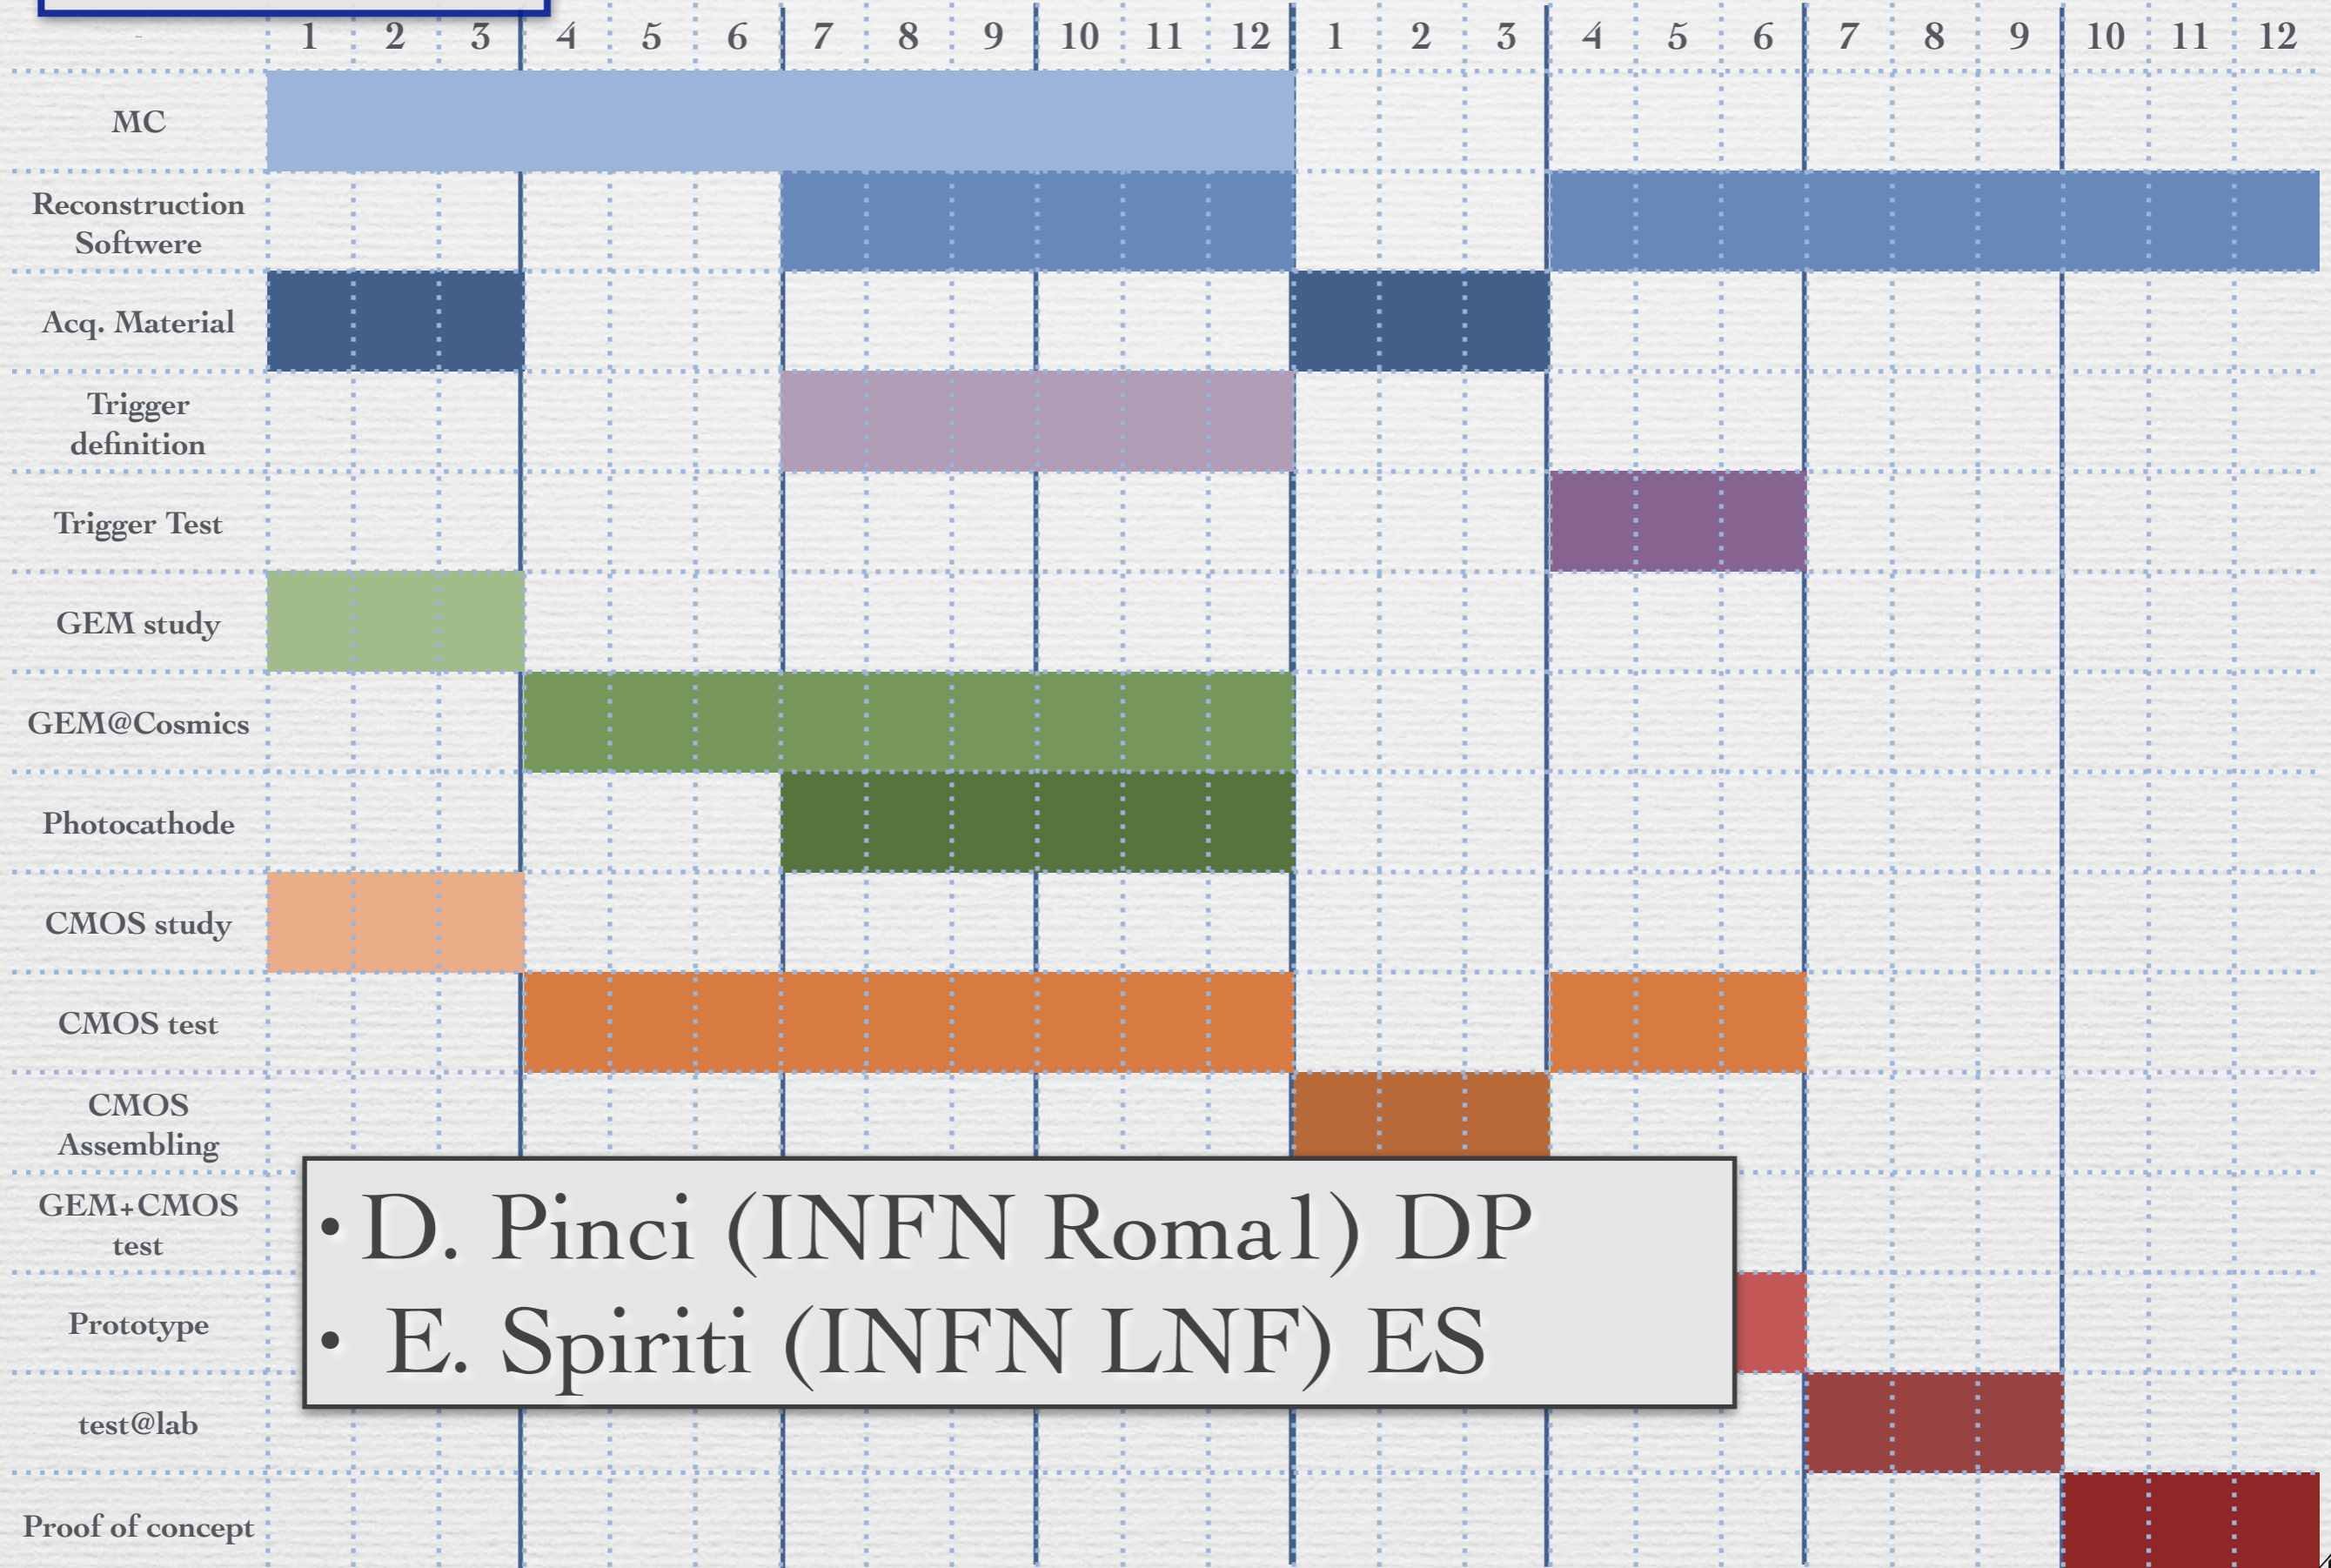 1 2 3 4 5 6 7 8 9 10 11 12 1 2 3 4 5 6 7 8 9 10 11 12
MC
Reconstruction
Softwere
Acq. Material
Trigger
definition
Trigger Test
GEM study
GEM@Cosmics
Photocathode
CMOS study
CMOS test
CMOS
Assembling
GEM+CMOS
test
• D. Pinci (INFN Roma1) DP
Prototype
• E. Spiriti (INFN LNF) ES
test@lab
Proof of concept